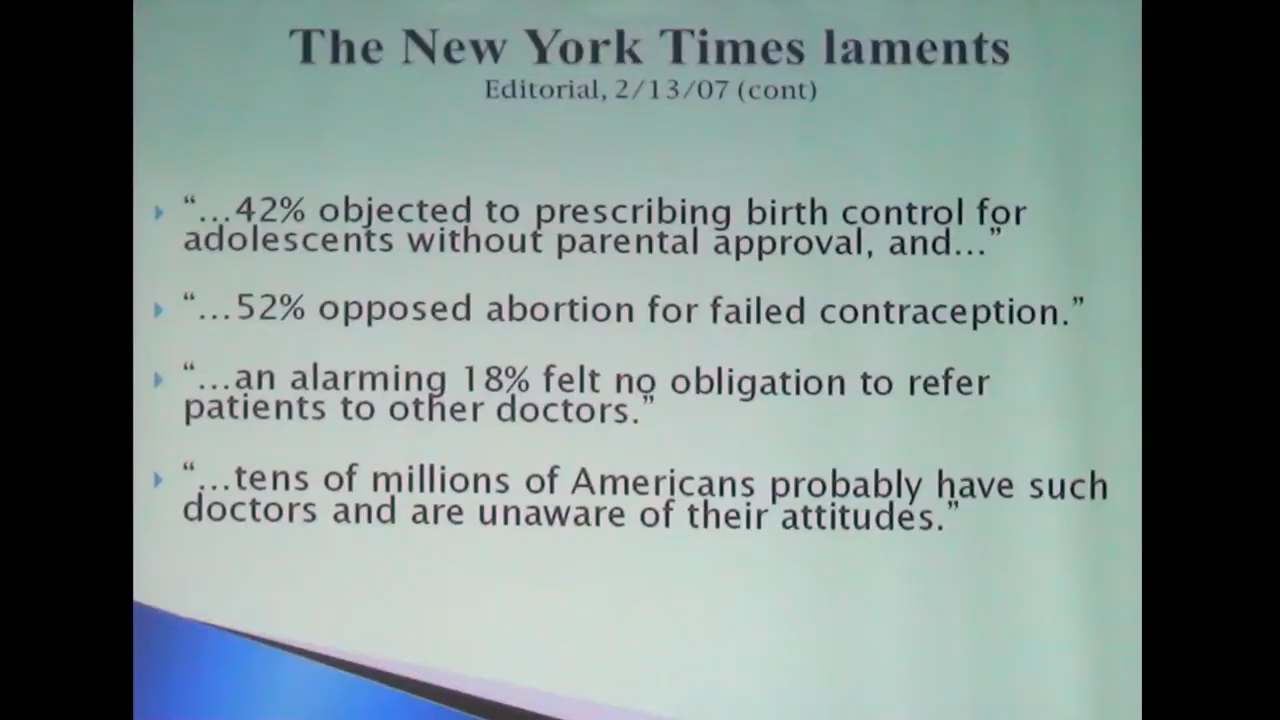 The New York Times laments
Editorial, 2/13/07 (cont)
“...42% objected to prescribing birth control for
adolescents without parental approval, and...”
“...52% opposed abortion for failed contraception.”
“...an alarming 18% felt no obligation to refer
patients to other doctors.”
“...tens of millions of Americans probably have such
doctors and are unaware of their attitudes.”